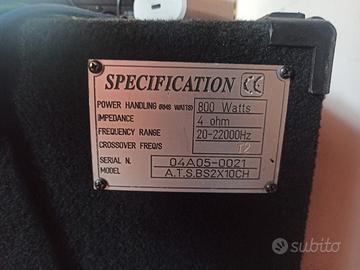 SPECIFICATION CE
POWER HANDLING (RMS WATTS) 800 Watts
IMPEDANCE 4 ohm
FREQUENCY RANGE 20-22000Hz
CROSSOVER FREQ/S
SERIAL N. 04A05-0021
MODEL A.T.S.BS2X10CH
subito